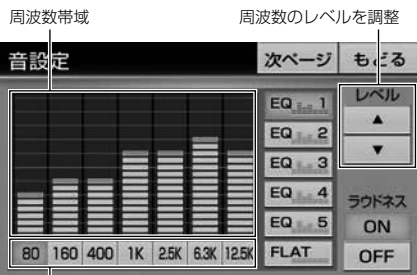 周波数帯域
周波数のレベルを調整
音設定
次ページ
もどる
レベル
▲
▼
EQ 1
EQ 2
EQ 3
EQ 4
EQ 5
FLAT
ラウドネス
ON
OFF
80 160 400 1K 2.5K 6.3K 12.5K